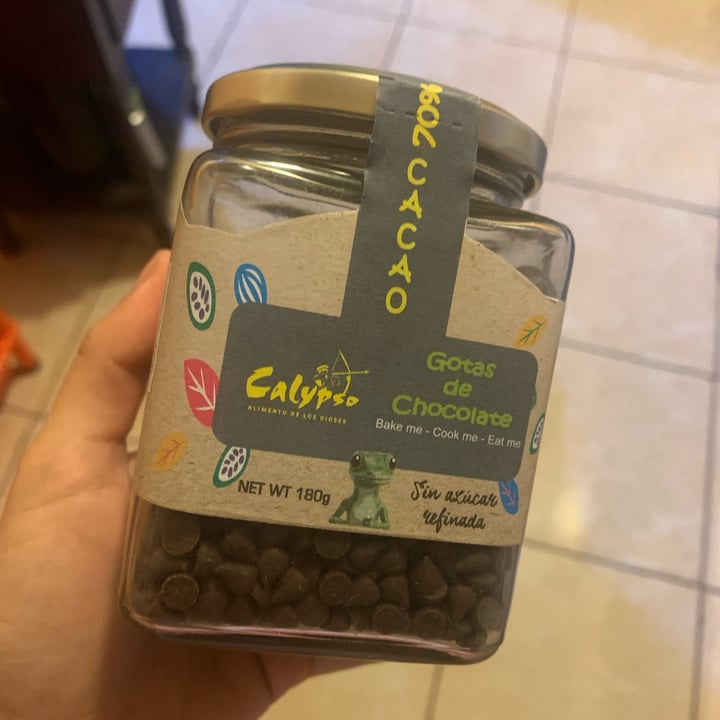 70%
CACAO
Calypso
ALIMENTO DE LOS DIOSES
Gotas
de
Chocolate
Bake me - Cook me - Eat me
NET WT 180g
Sin azúcar
refinada